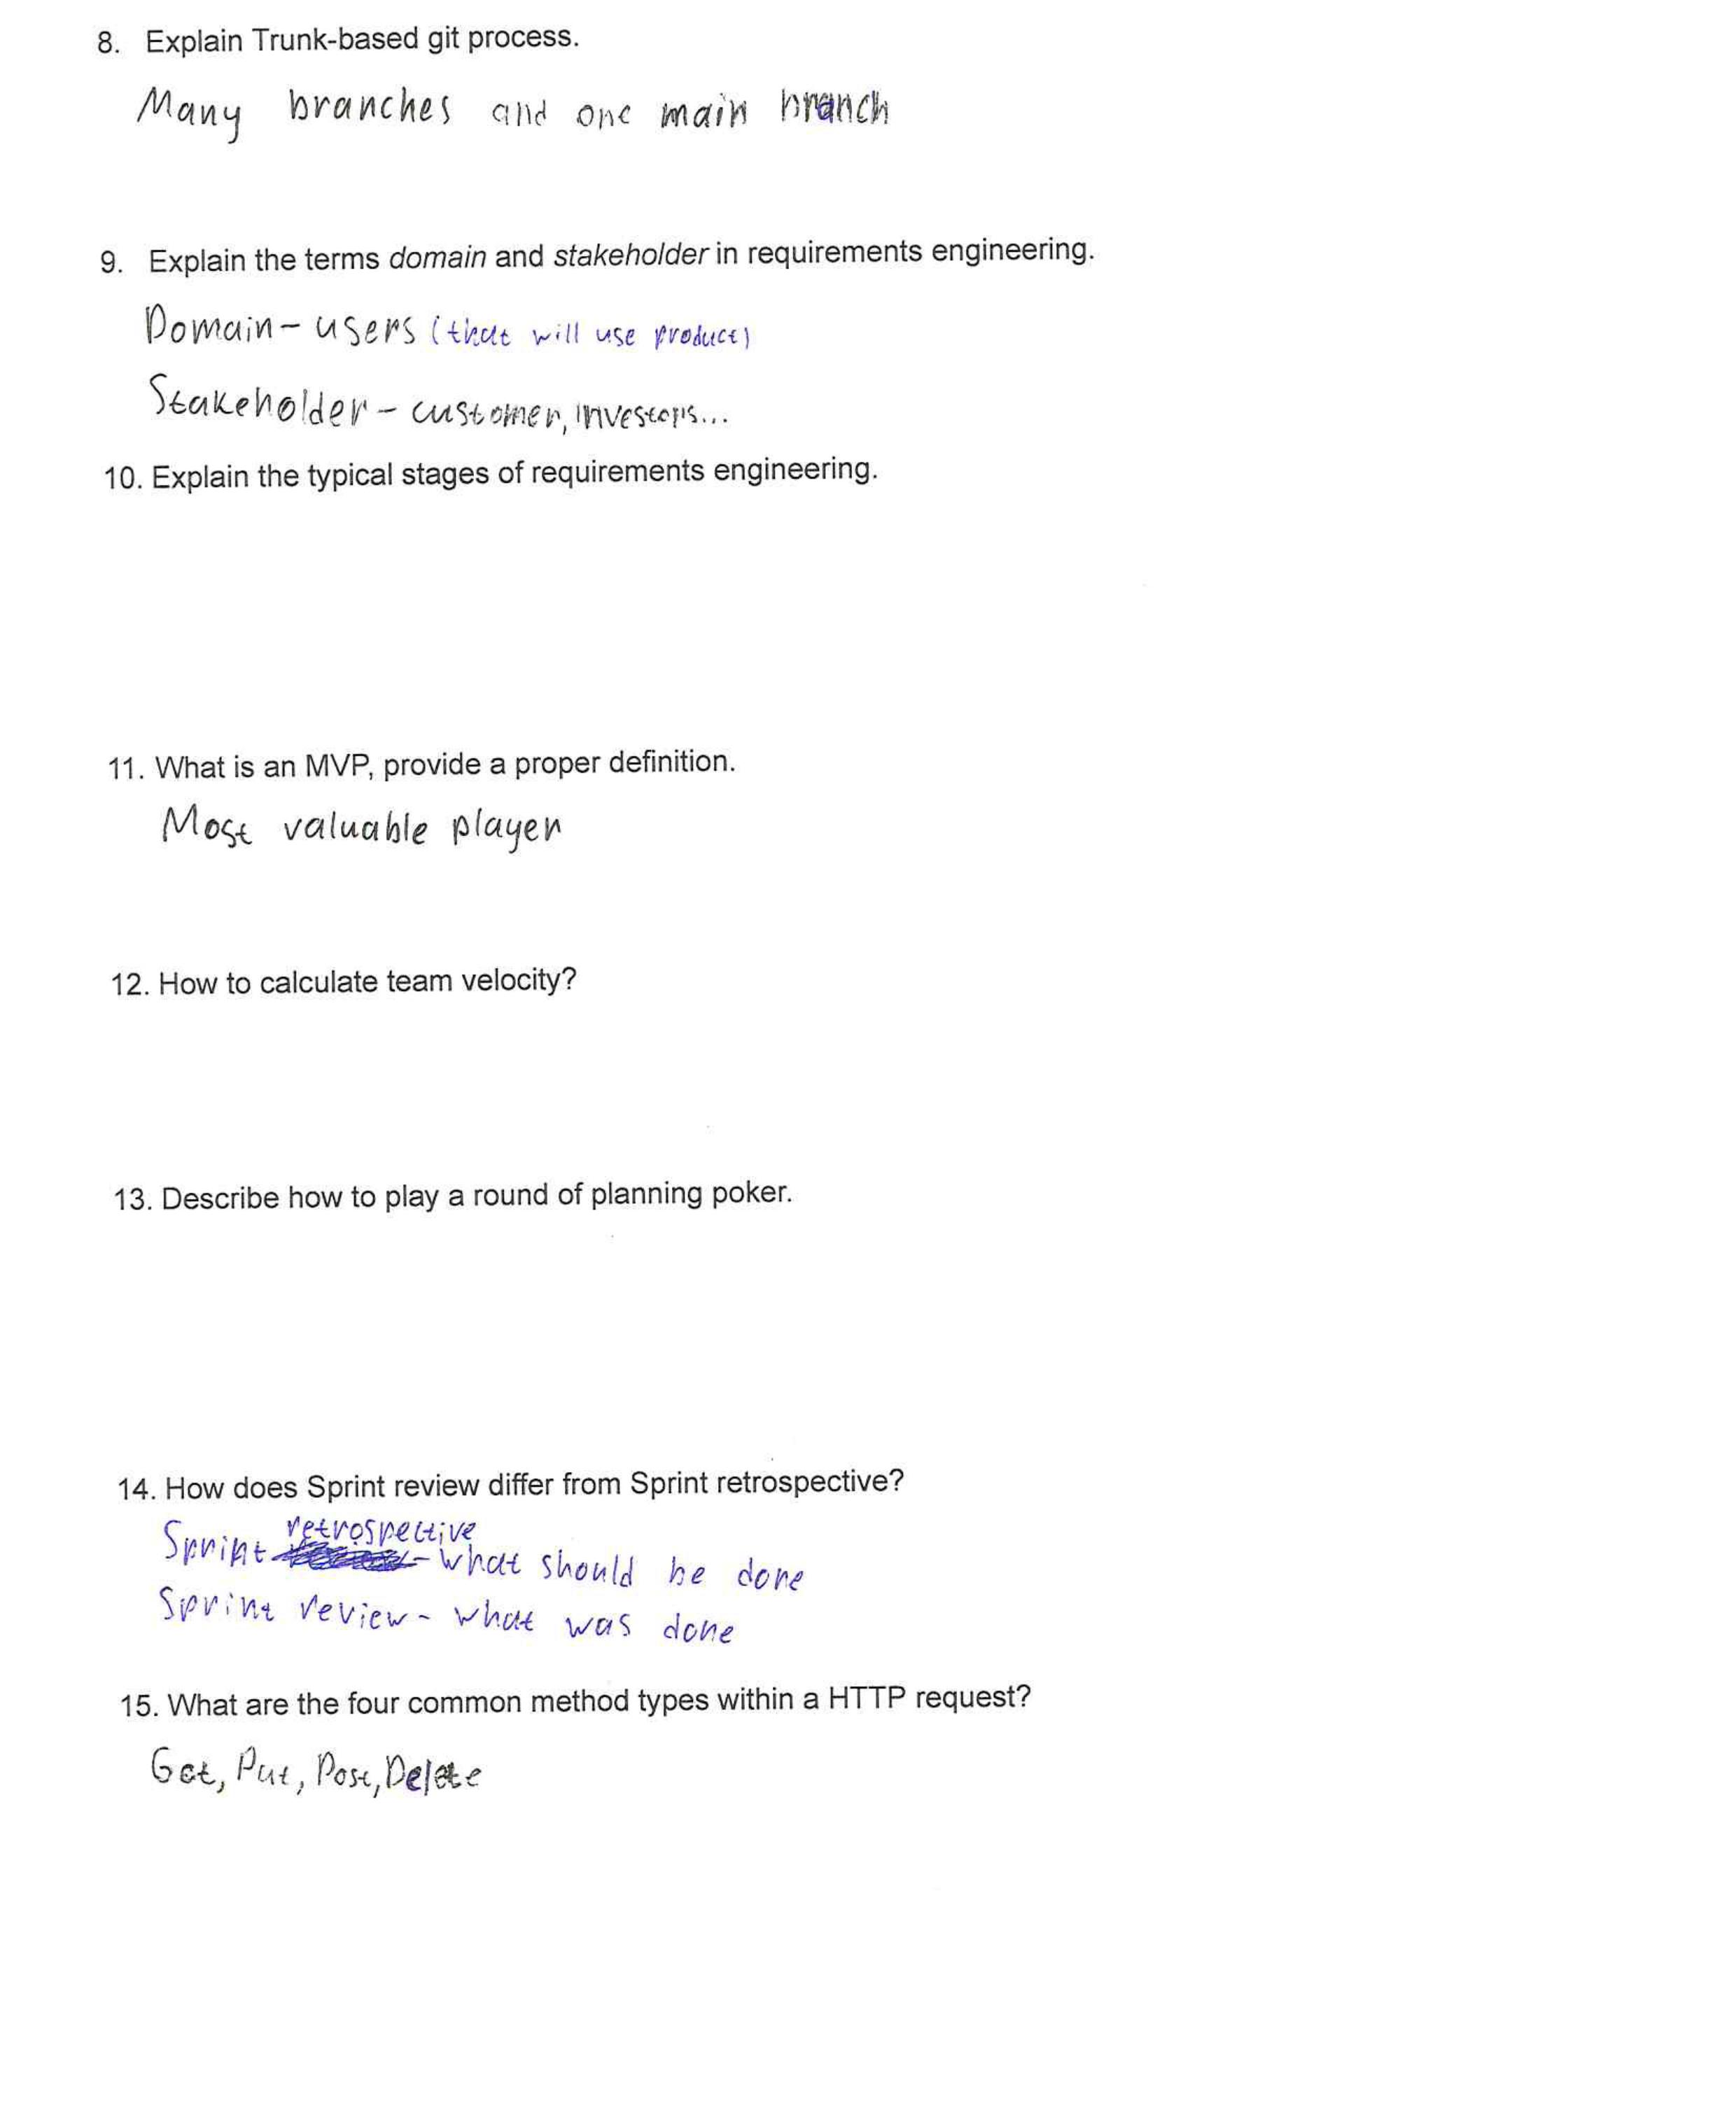 8. Explain Trunk-based git process.
Many branches and one main branch
9. Explain the terms domain and stakeholder in requirements engineering.
Domain - users (that will use product)
Stakeholder - customer, investors...
10. Explain the typical stages of requirements engineering.
11. What is an MVP, provide a proper definition.
Most valuable player
12. How to calculate team velocity?
13. Describe how to play a round of planning poker.
14. How does Sprint review differ from Sprint retrospective?
Sprint retrospective - what should be done
Sprint review - what was done
15. What are the four common method types within a HTTP request?
Get, Put, Post, Delete